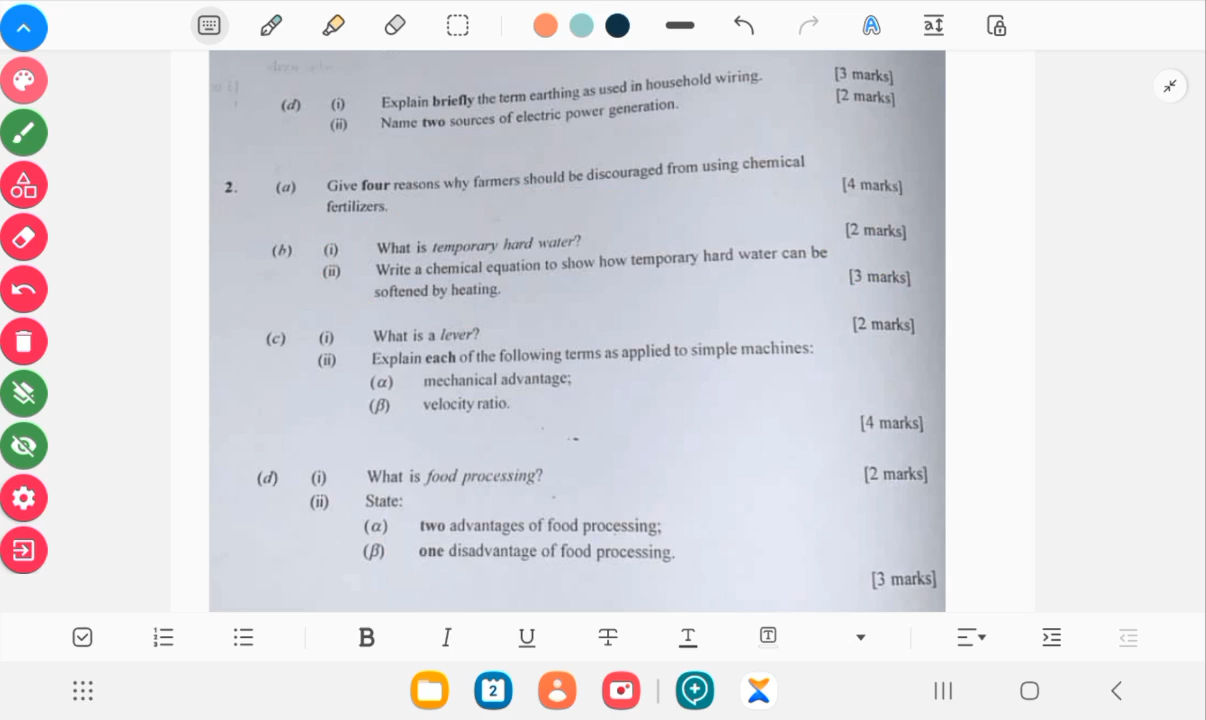 (d) (i) Explain briefly the term earthing as used in household wiring. [3 marks]
(ii) Name two sources of electric power generation. [2 marks]
2. (a) Give four reasons why farmers should be discouraged from using chemical
fertilizers. [4 marks]
(b) (i) What is temporary hard water? [2 marks]
(ii) Write a chemical equation to show how temporary hard water can be
softened by heating. [3 marks]
(c) (i) What is a lever? [2 marks]
(ii) Explain each of the following terms as applied to simple machines:
(α) mechanical advantage;
(β) velocity ratio.
[4 marks]
(d) (i) What is food processing? [2 marks]
(ii) State:
(α) two advantages of food processing;
(β) one disadvantage of food processing.
[3 marks]
B I U T T T
2